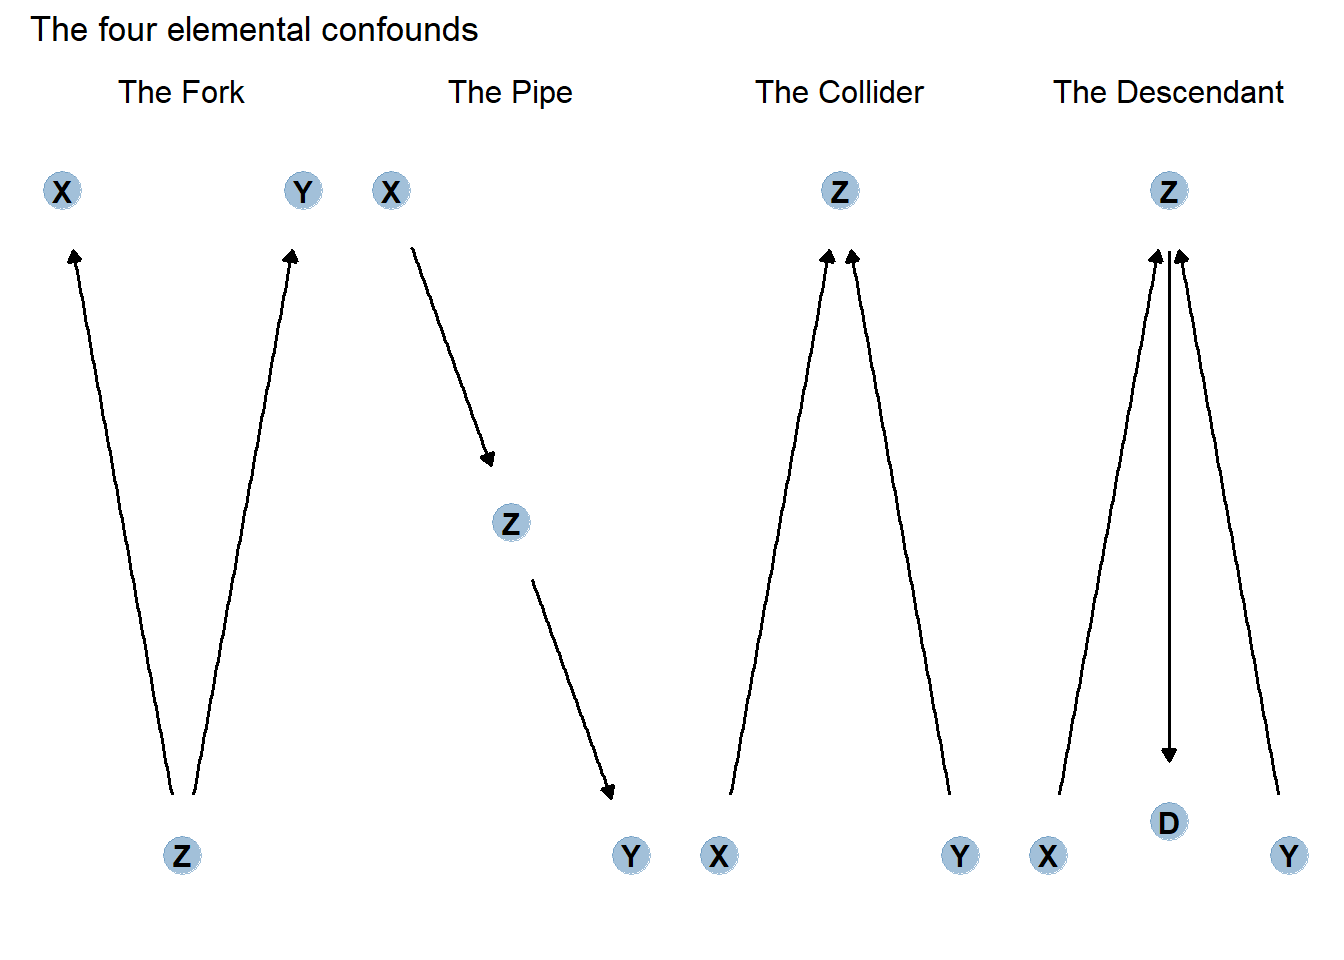 The four elemental confounds
The Fork The Pipe The Collider The Descendant
X Y X Z Z
Z
D
Z Y X Y X Y